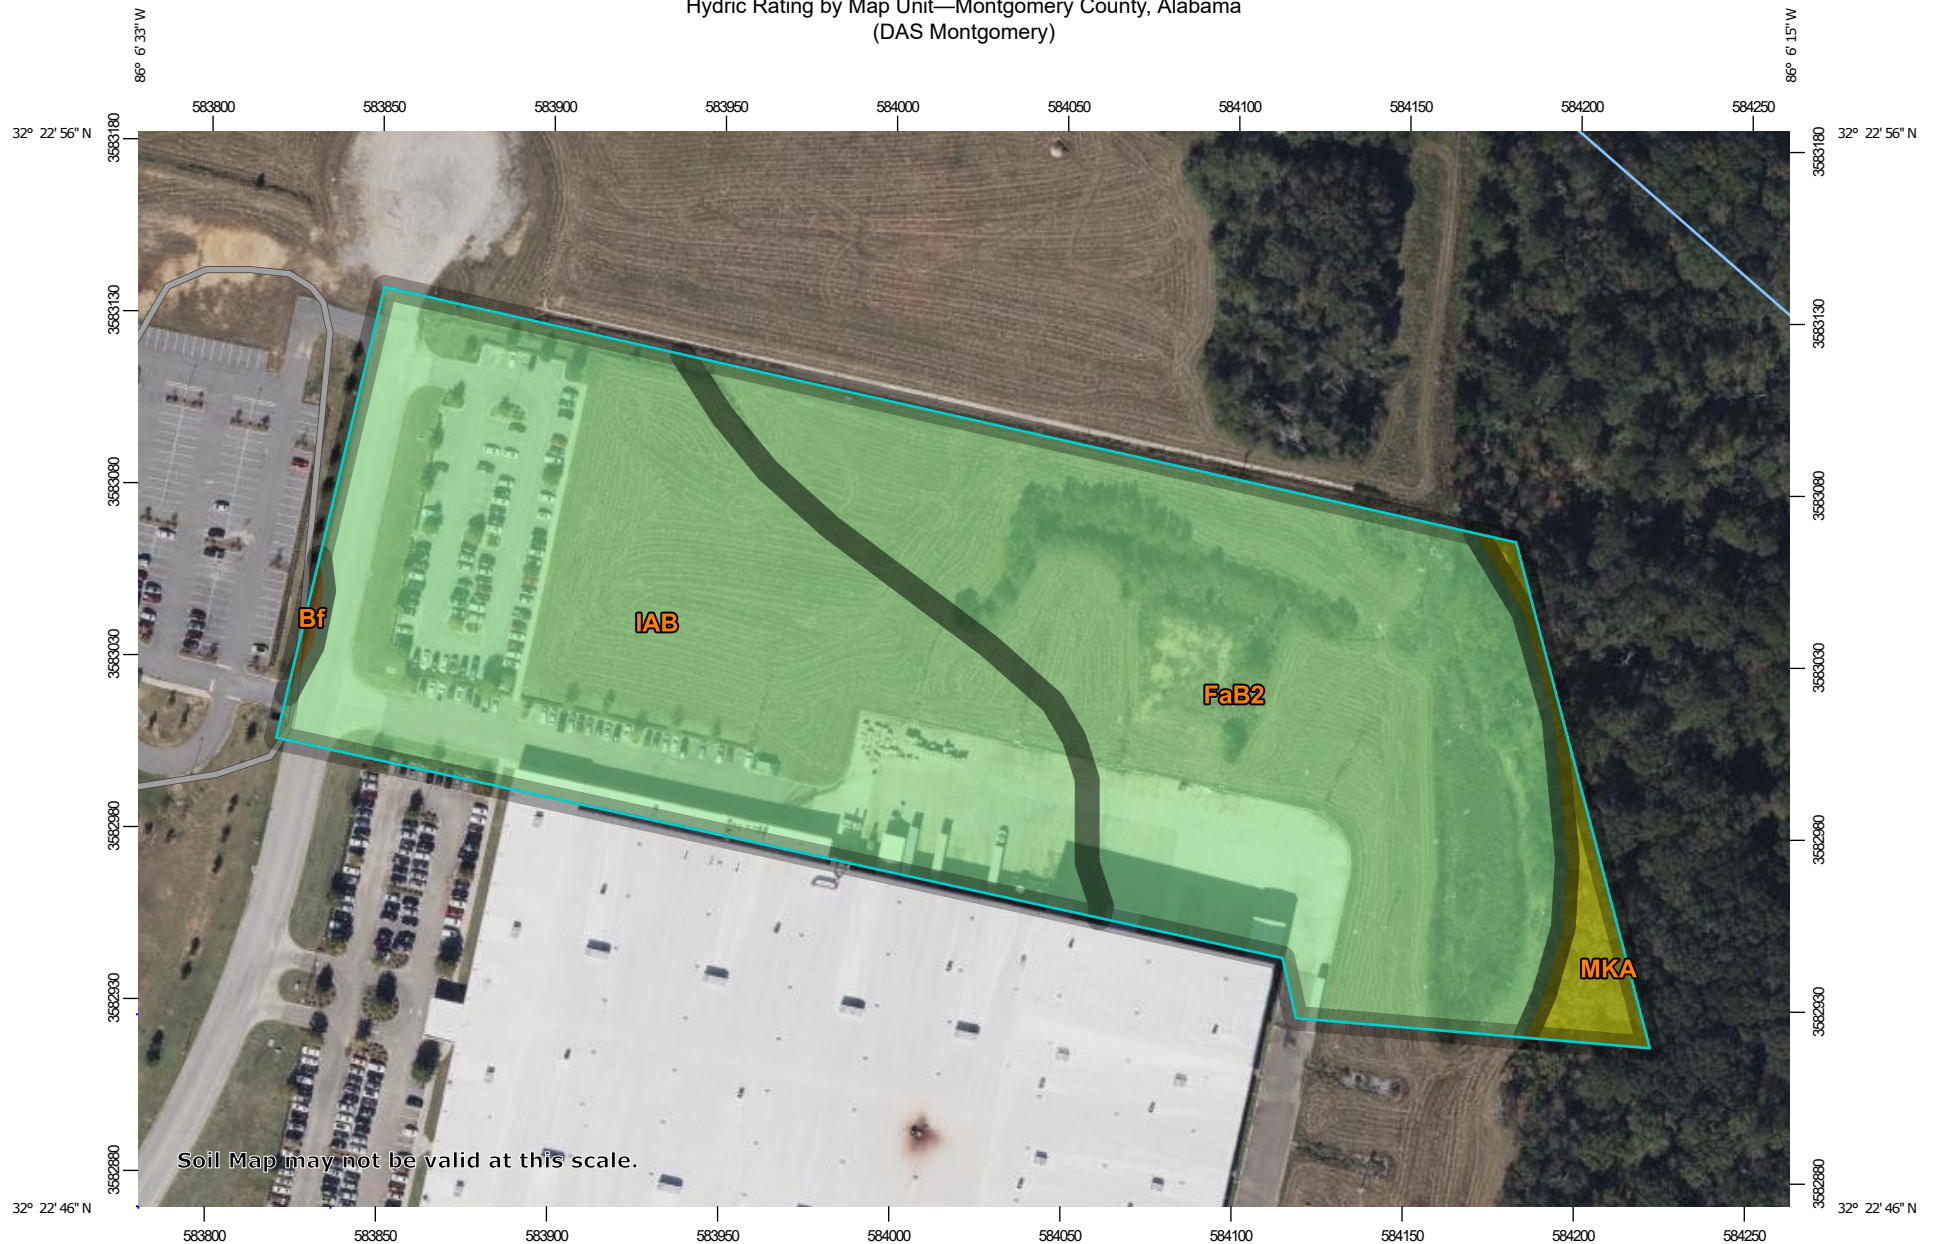 Hydric Rating by Map Unit—Montgomery County, Alabama
(DAS Montgomery)
86° 6' 33'' W
86° 6' 15'' W
583800 583850 583900 583950 584000 584050 584100 584150 584200 584250
32° 22' 56'' N
32° 22' 56'' N
3583180
3583180
3583130
3583130
3583080
3583080
3583030
3583030
3582980
3582980
3582930
3582930
3582880
3582880
Bf
IAB
FaB2
MKA
Soil Map may not be valid at this scale.
32° 22' 46'' N
32° 22' 46'' N
583800 583850 583900 583950 584000 584050 584100 584150 584200 584250